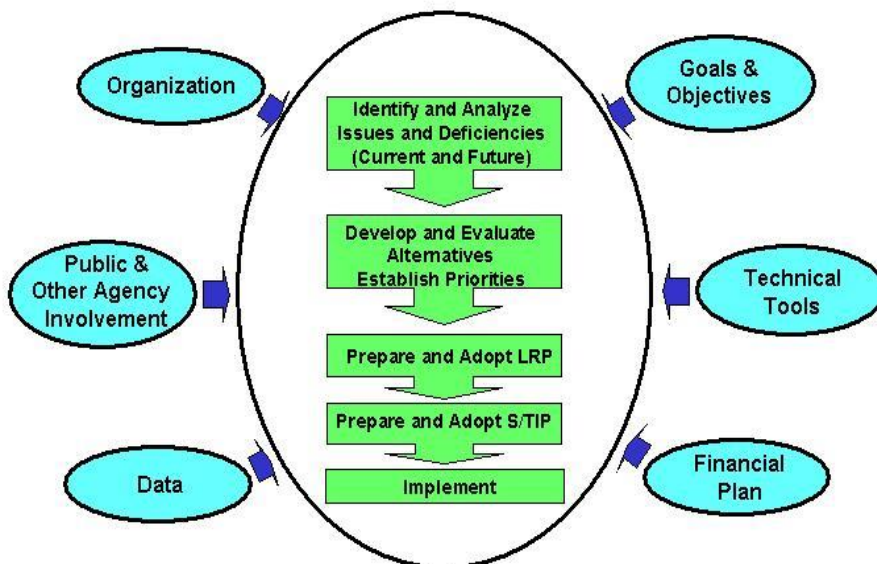 Organization
Goals &
Objectives
Identify and Analyze
Issues and Deficiencies
(Current and Future)
Public &
Other Agency
Involvement
Develop and Evaluate
Alternatives
Establish Priorities
Technical
Tools
Prepare and Adopt LRP
Prepare and Adopt S/TIP
Data
Implement
Financial
Plan